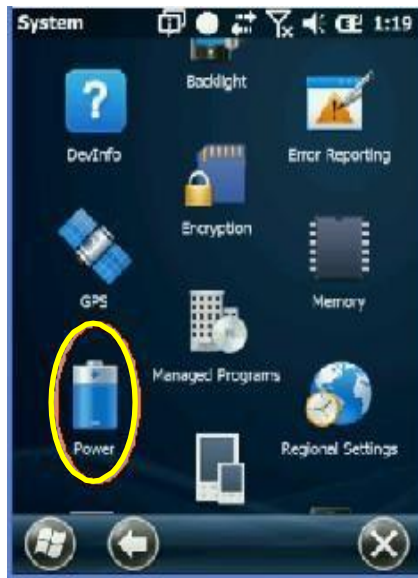 System 1:19
Backlight
DevInfo
Error Reporting
Encryption
GPS
Memory
Managed Programs
Power
Regional Settings